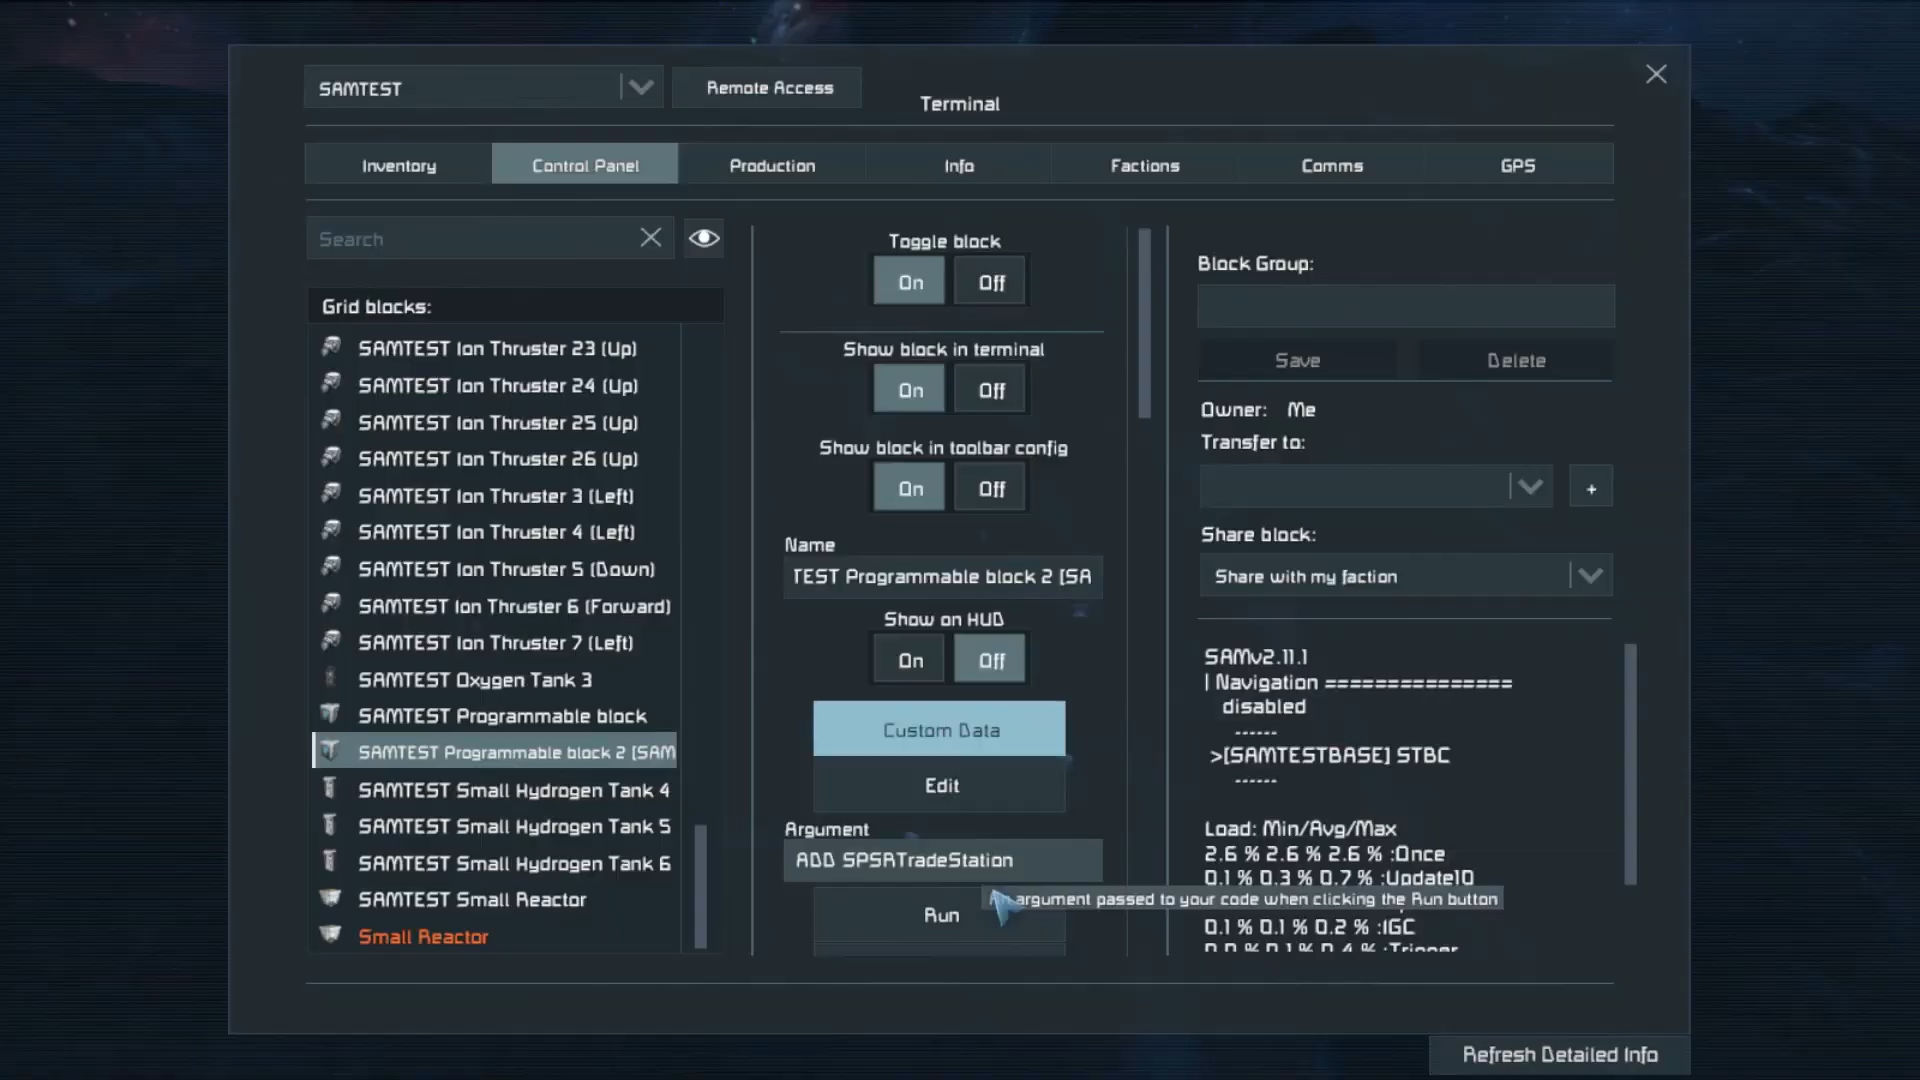 SAMTEST
Remote Access
Terminal
Inventory
Control Panel
Production
Info
Factions
Comms
GPS
Search
Grid blocks:
SAMTEST Ion Thruster 23 (Up)
SAMTEST Ion Thruster 24 (Up)
SAMTEST Ion Thruster 25 (Up)
SAMTEST Ion Thruster 26 (Up)
SAMTEST Ion Thruster 3 (Left)
SAMTEST Ion Thruster 4 (Left)
SAMTEST Ion Thruster 5 (Down)
SAMTEST Ion Thruster 6 (Forward)
SAMTEST Ion Thruster 7 (Left)
SAMTEST Oxygen Tank 3
SAMTEST Programmable block
SAMTEST Programmable block 2 [SAM
SAMTEST Small Hydrogen Tank 4
SAMTEST Small Hydrogen Tank 5
SAMTEST Small Hydrogen Tank 6
SAMTEST Small Reactor
Small Reactor
Toggle block
On Off
Show block in terminal
On Off
Show block in toolbar config
On Off
Name
TEST Programmable block 2 [SA
Show on HUD
On Off
Custom Data
Edit
Argument
ADD SPSRTradeStation
Run
argument passed to your code when clicking the Run button
Block Group:
Save
Delete
Owner: Me
Transfer to:
+
Share block:
Share with my faction
SAMv2.11.1
| Navigation ===============
disabled
------
>[SAMTESTBASE] STBC
------
Load: Min/Avg/Max
2.6 % 2.6 % 2.6 % :Once
0.1 % 0.3 % 0.7 % :Update10
0.1 % 0.1 % 0.2 % :IGC
0.0 % 0.1 % 0.4 % :Trigger
Refresh Detailed Info